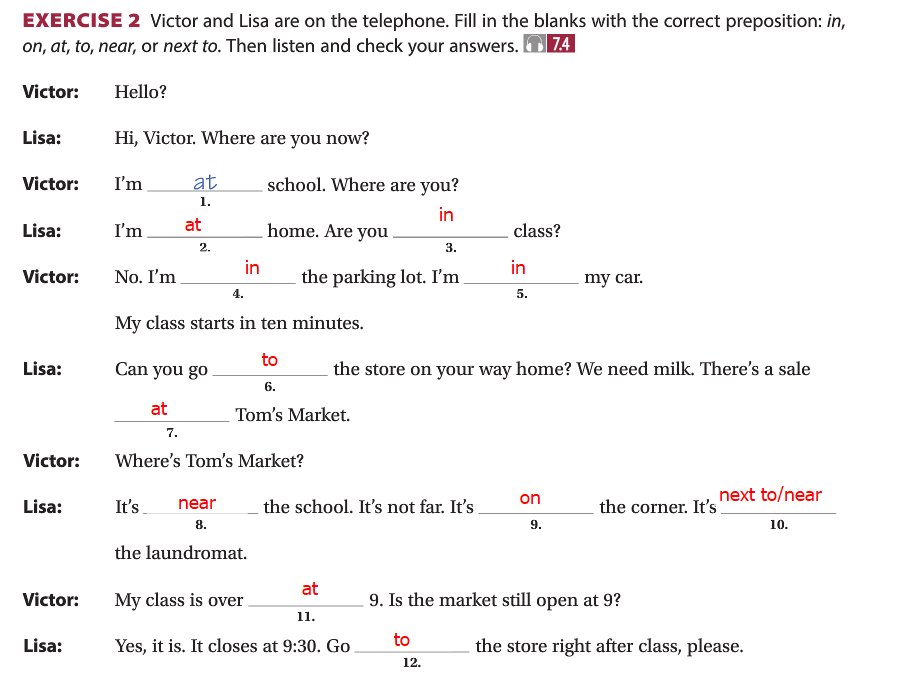 EXERCISE 2 Victor and Lisa are on the telephone. Fill in the blanks with the correct preposition: in,
on, at, to, near, or next to. Then listen and check your answers. 7.4
Victor: Hello?
Lisa: Hi, Victor. Where are you now?
Victor: I'm at school. Where are you?
1.
Lisa: I'm at home. Are you in class?
2. 3.
Victor: No. I'm in the parking lot. I'm in my car.
4. 5.
My class starts in ten minutes.
Lisa: Can you go to the store on your way home? We need milk. There's a sale
6.
at Tom's Market.
7.
Victor: Where's Tom's Market?
Lisa: It's near the school. It's not far. It's on the corner. It's next to/near
8. 9. 10.
the laundromat.
Victor: My class is over at 9. Is the market still open at 9?
11.
Lisa: Yes, it is. It closes at 9:30. Go to the store right after class, please.
12.